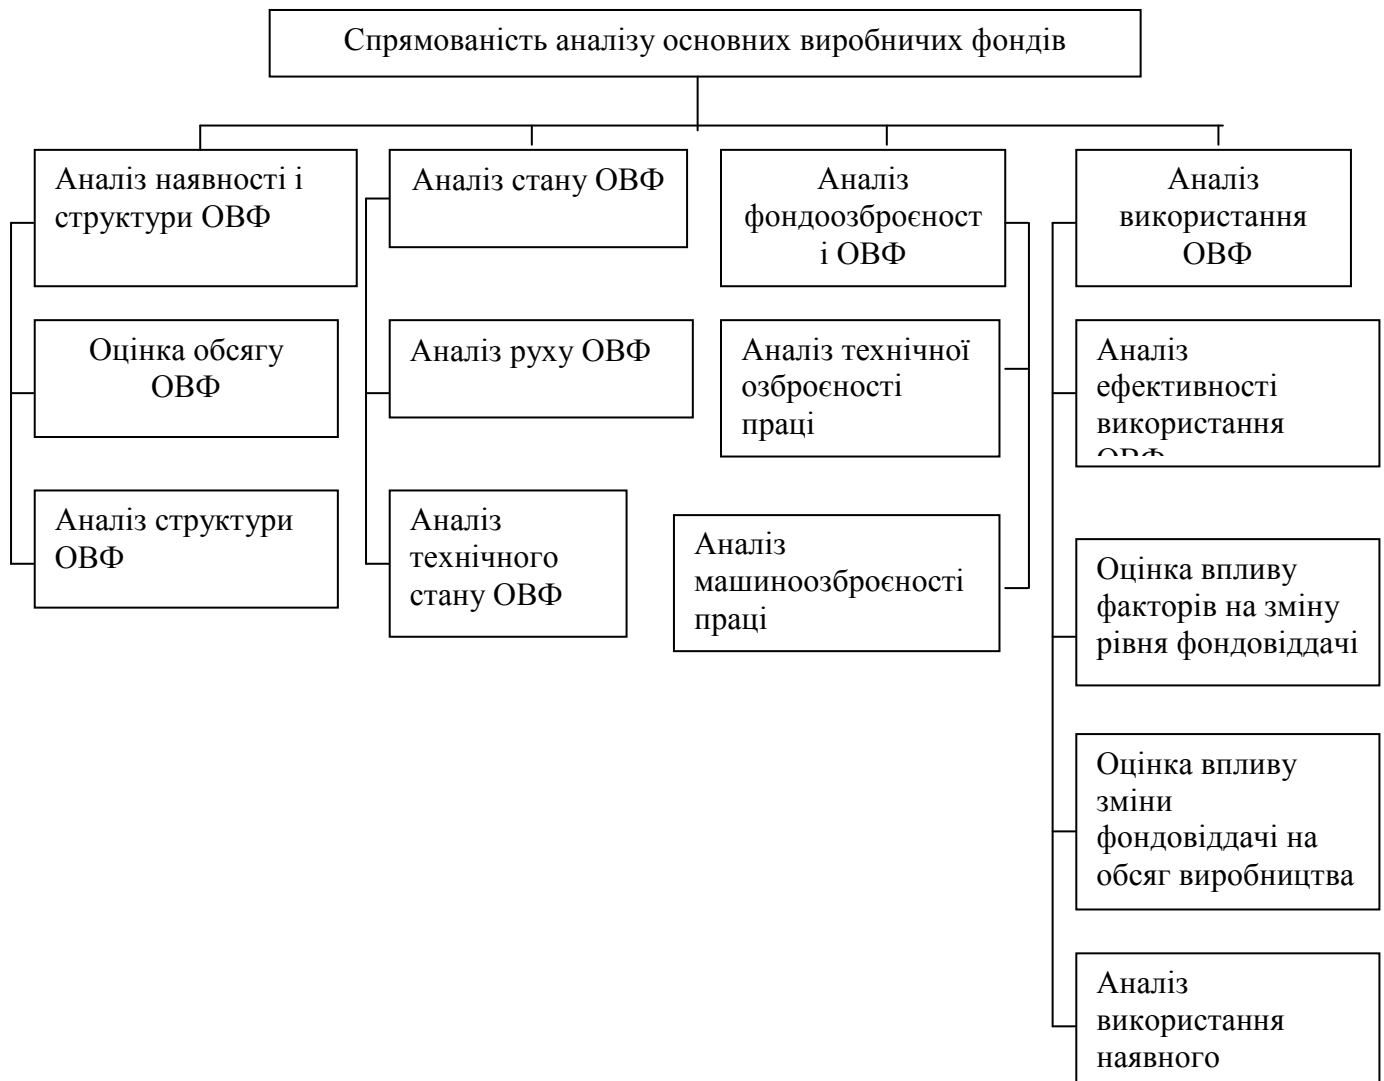 Спрямованість аналізу основних виробничих фондів
Аналіз наявності і
структури ОВФ
Оцінка обсягу
ОВФ
Аналіз структури
ОВФ
Аналіз стану ОВФ
Аналіз руху ОВФ
Аналіз
технічного
стану ОВФ
Аналіз
фондоозброєност
і ОВФ
Аналіз технічної
озброєності
праці
Аналіз
машиноозброєності
праці
Аналіз
використання
ОВФ
Аналіз
ефективності
використання
ОВФ
Оцінка впливу
факторів на зміну
рівня фондовіддачі
Оцінка впливу
зміни
фондовіддачі на
обсяг виробництва
Аналіз
використання
наявного